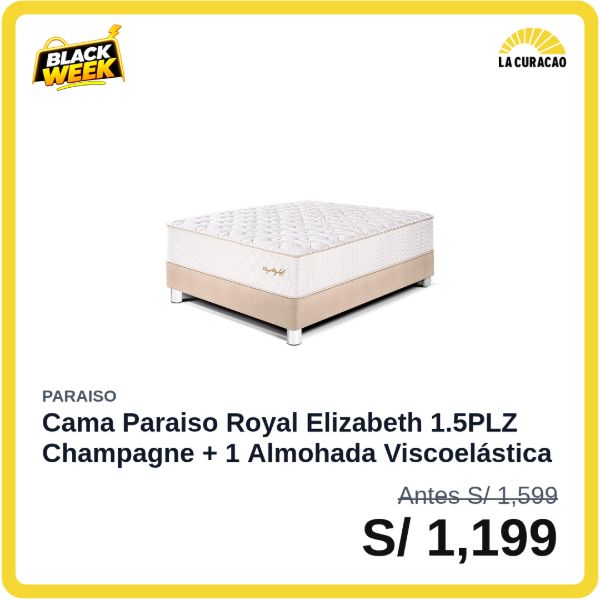 BLACK
WEEK
LA CURACAO
PARAISO
Cama Paraiso Royal Elizabeth 1.5PLZ
Champagne + 1 Almohada Viscoelástica
Antes S/ 1,599
S/ 1,199